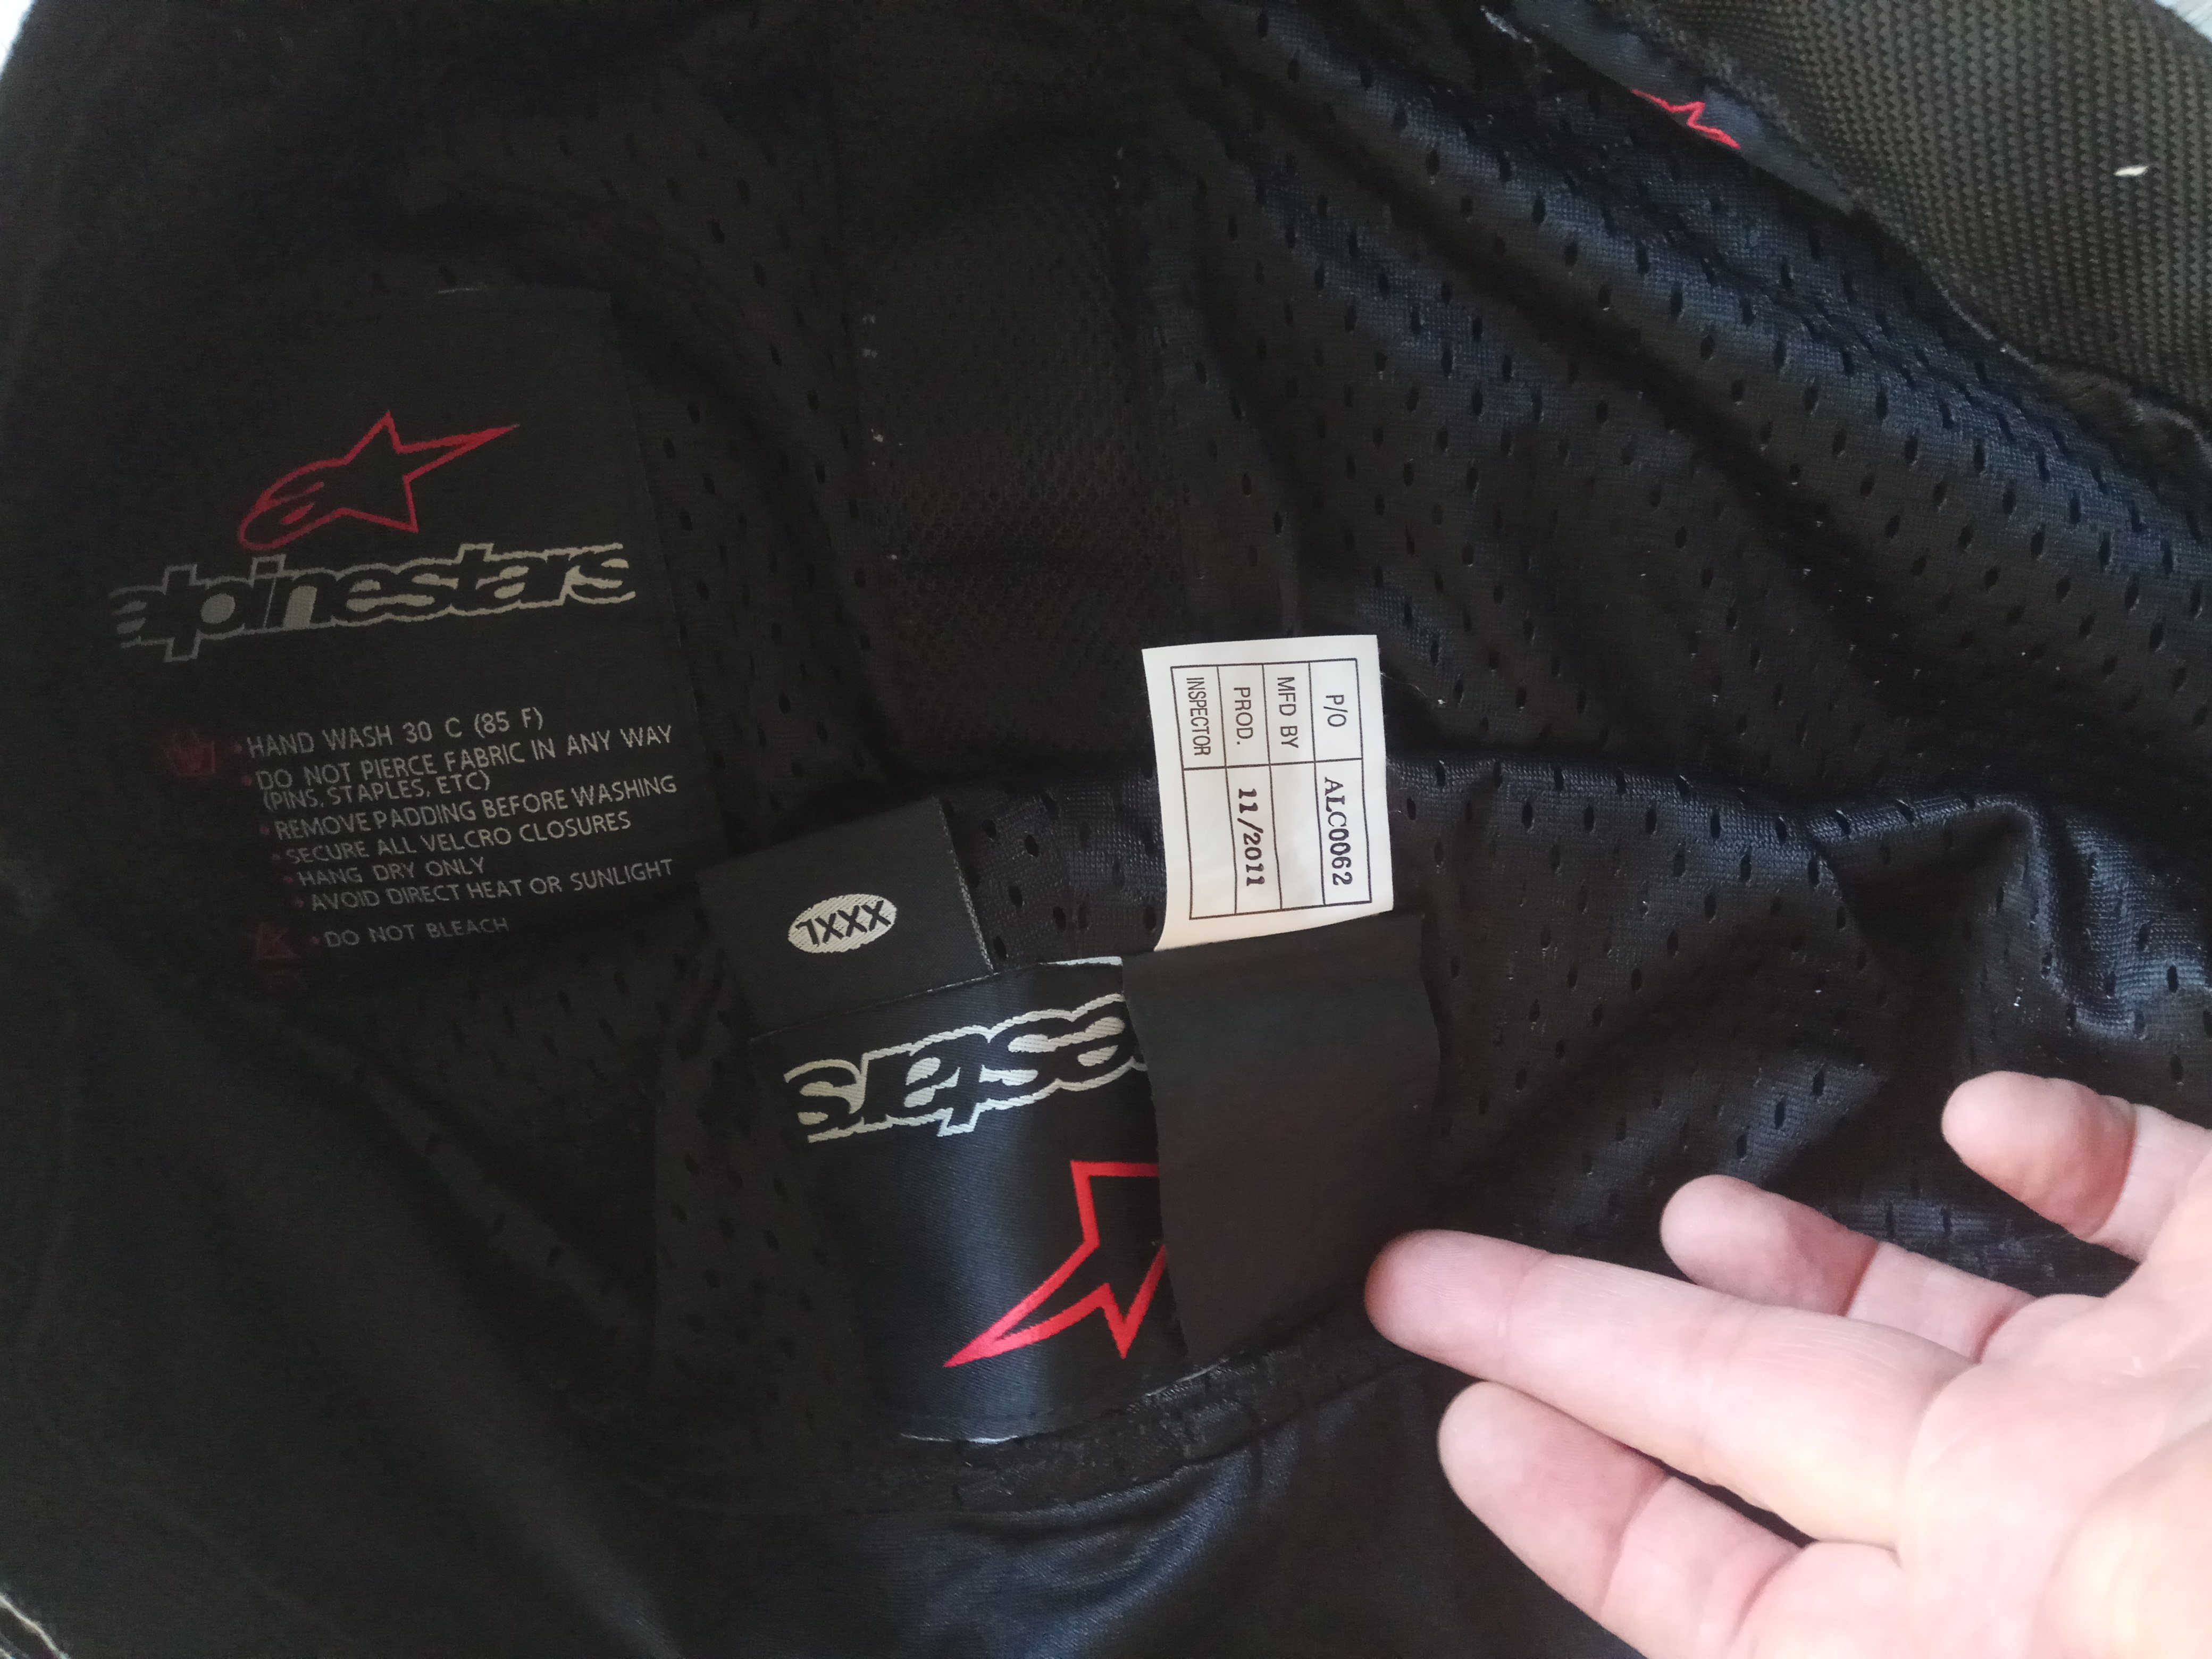 alpinestars
HAND WASH 30 C (85 F)
DO NOT PIERCE FABRIC IN ANY WAY
(PINS, STAPLES, ETC)
REMOVE PADDING BEFORE WASHING
SECURE ALL VELCRO CLOSURES
HANG DRY ONLY
AVOID DIRECT HEAT OR SUNLIGHT
DO NOT BLEACH
XXXL
estars
P/O ALC0062
MFD BY
PROD. 11/2011
INSPECTOR